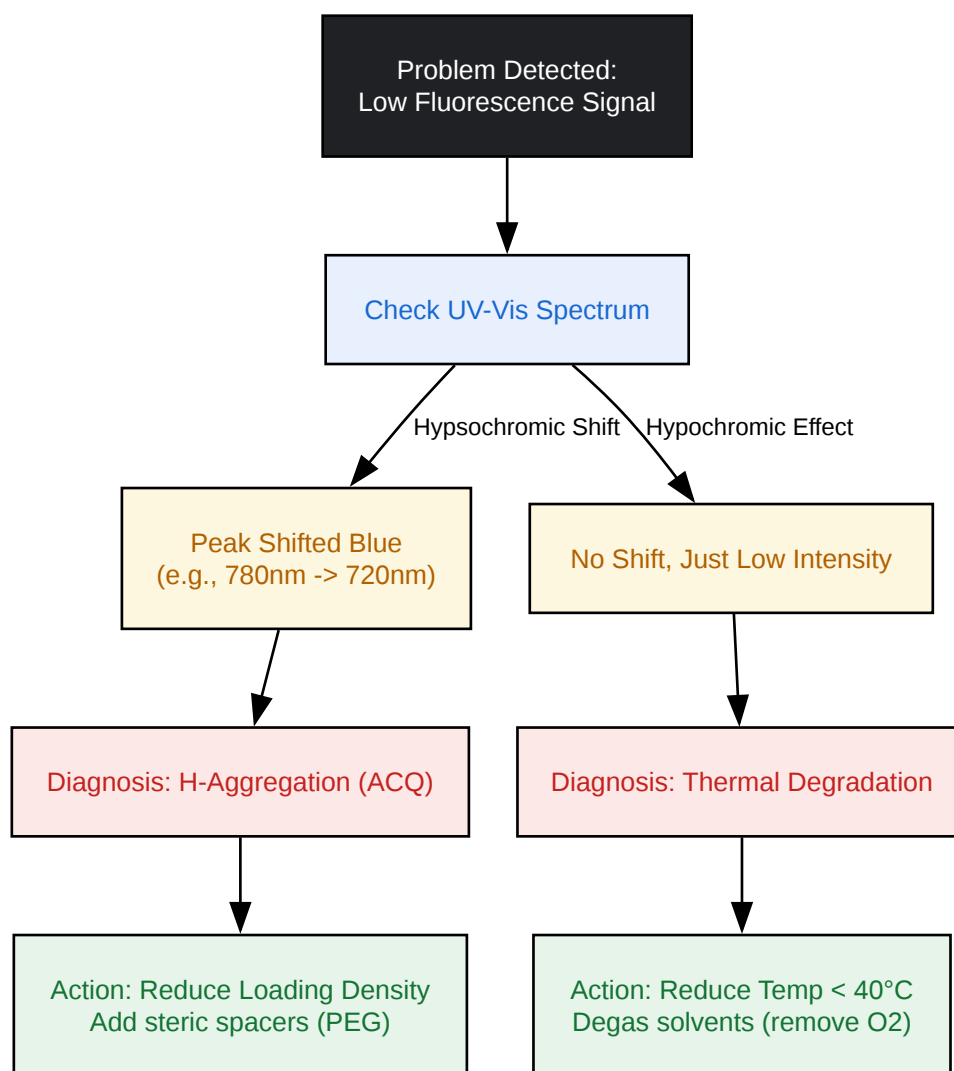 Problem Detected:
Low Fluorescence Signal
Check UV-Vis Spectrum
Hypsochromic Shift
Hypochromic Effect
Peak Shifted Blue
(e.g., 780nm -> 720nm)
No Shift, Just Low Intensity
Diagnosis: H-Aggregation (ACQ)
Diagnosis: Thermal Degradation
Action: Reduce Loading Density
Add steric spacers (PEG)
Action: Reduce Temp < 40°C
Degas solvents (remove O2)